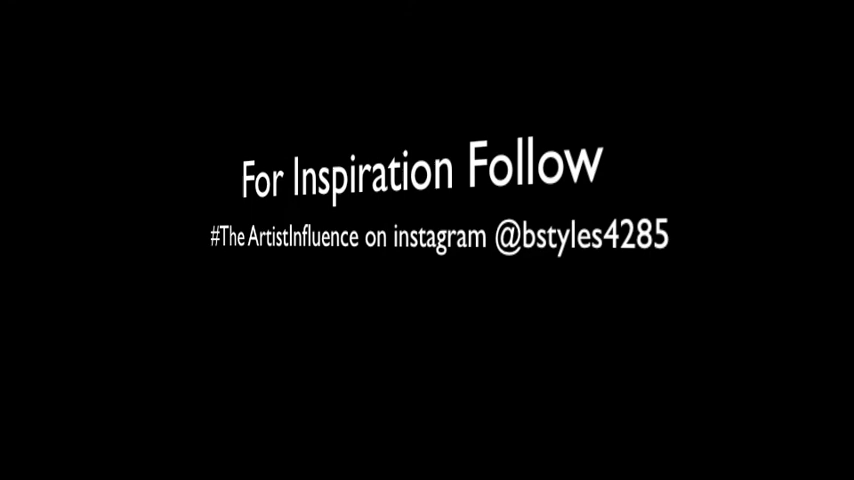 For Inspiration Follow
#The ArtistInfluence on instagram @bstyles4285